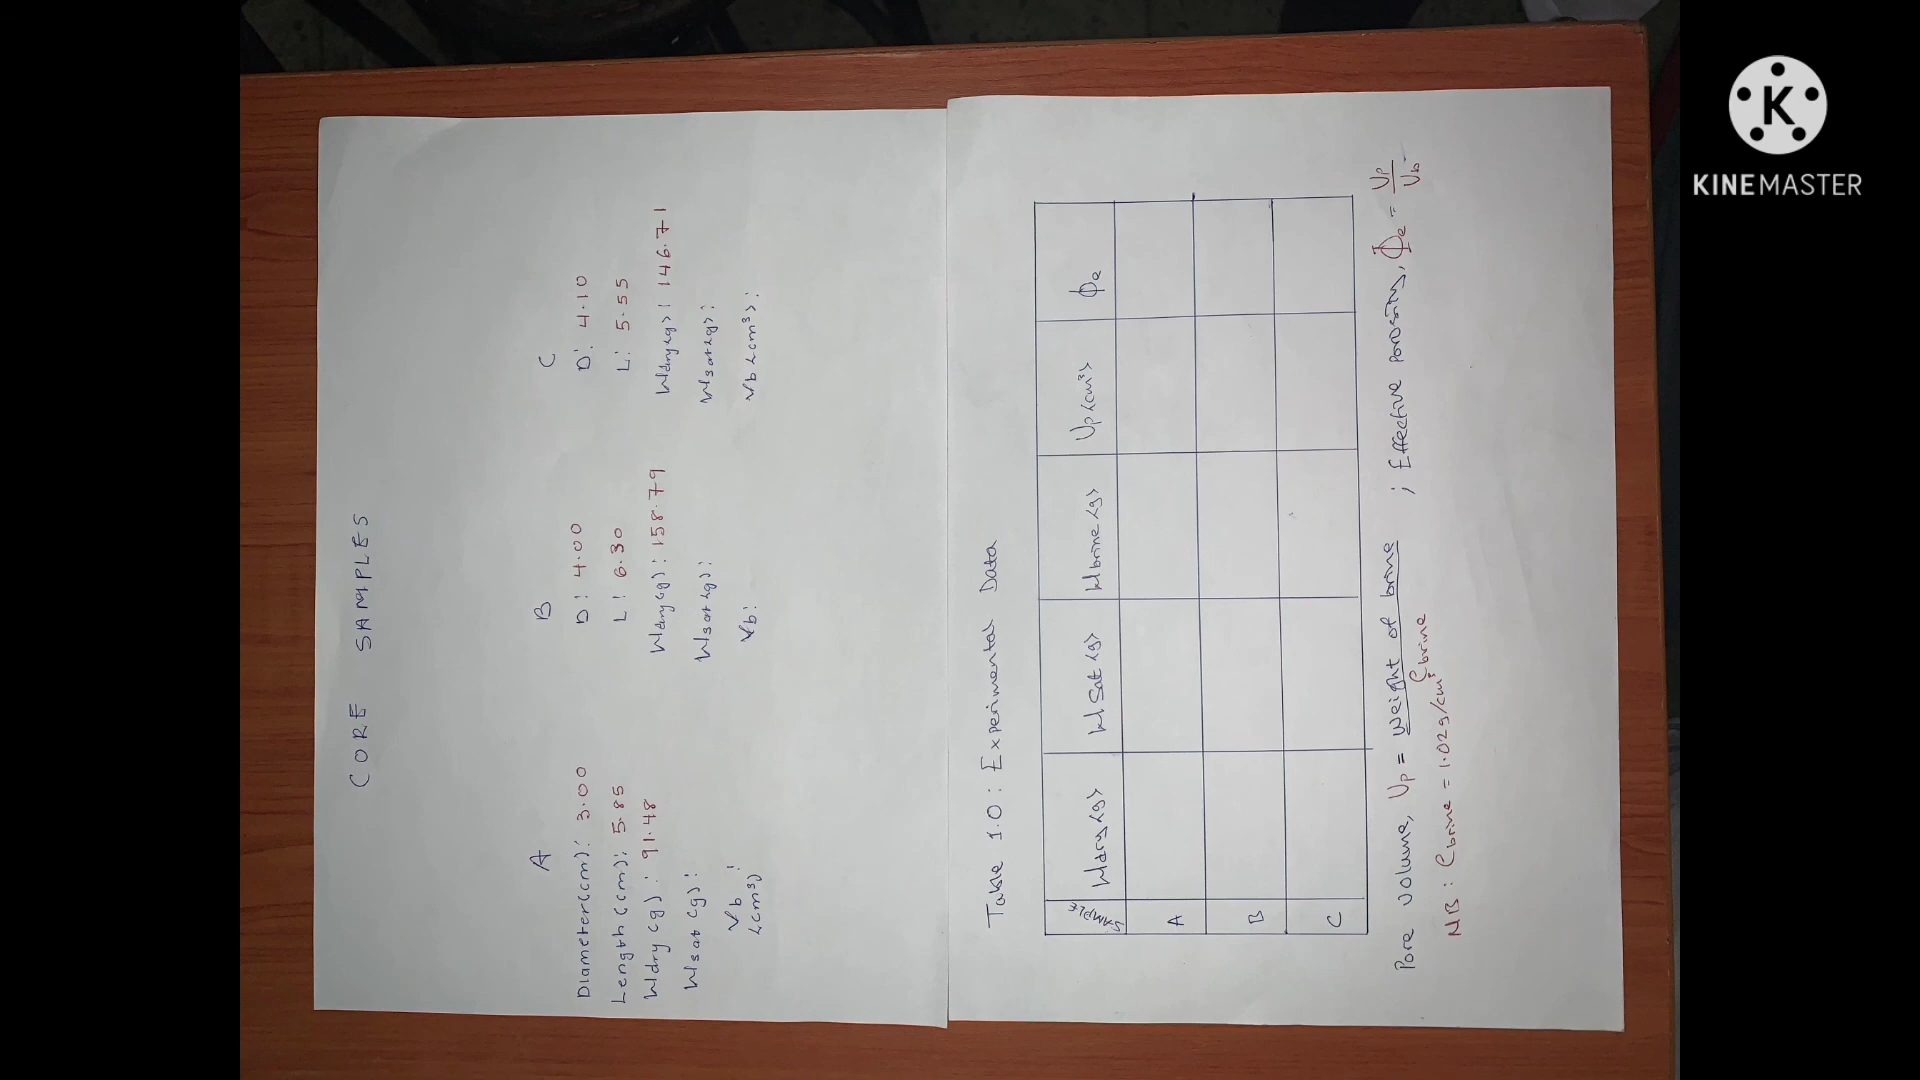 CORE SAMPLES
A
Diameter(cm): 3.00
Length (cm): 5.85
Wdry (g): 91.48
Wsat (g):
Vb
<cm³)
:
B
D: 4.00
L: 6.30
Wdry(g): 158.79
Wsat<g):
Vb:
C
D: 4.10
L: 5.55
Wdry<g>: 146.71
Wsat<g>:
Vb<cm³>:
Table 1.0: Experimental Data
SAMPLE Wdry<g> Wsat<g> Wbrine<g> Vp<cm³> ϕe
A
B
C
Pore volume, Vp = Weight of brine / ρbrine ; Effective porosity, Φe = Vp / Vb
NB: ρbrine = 1.02g/cm³
K
KINEMASTER